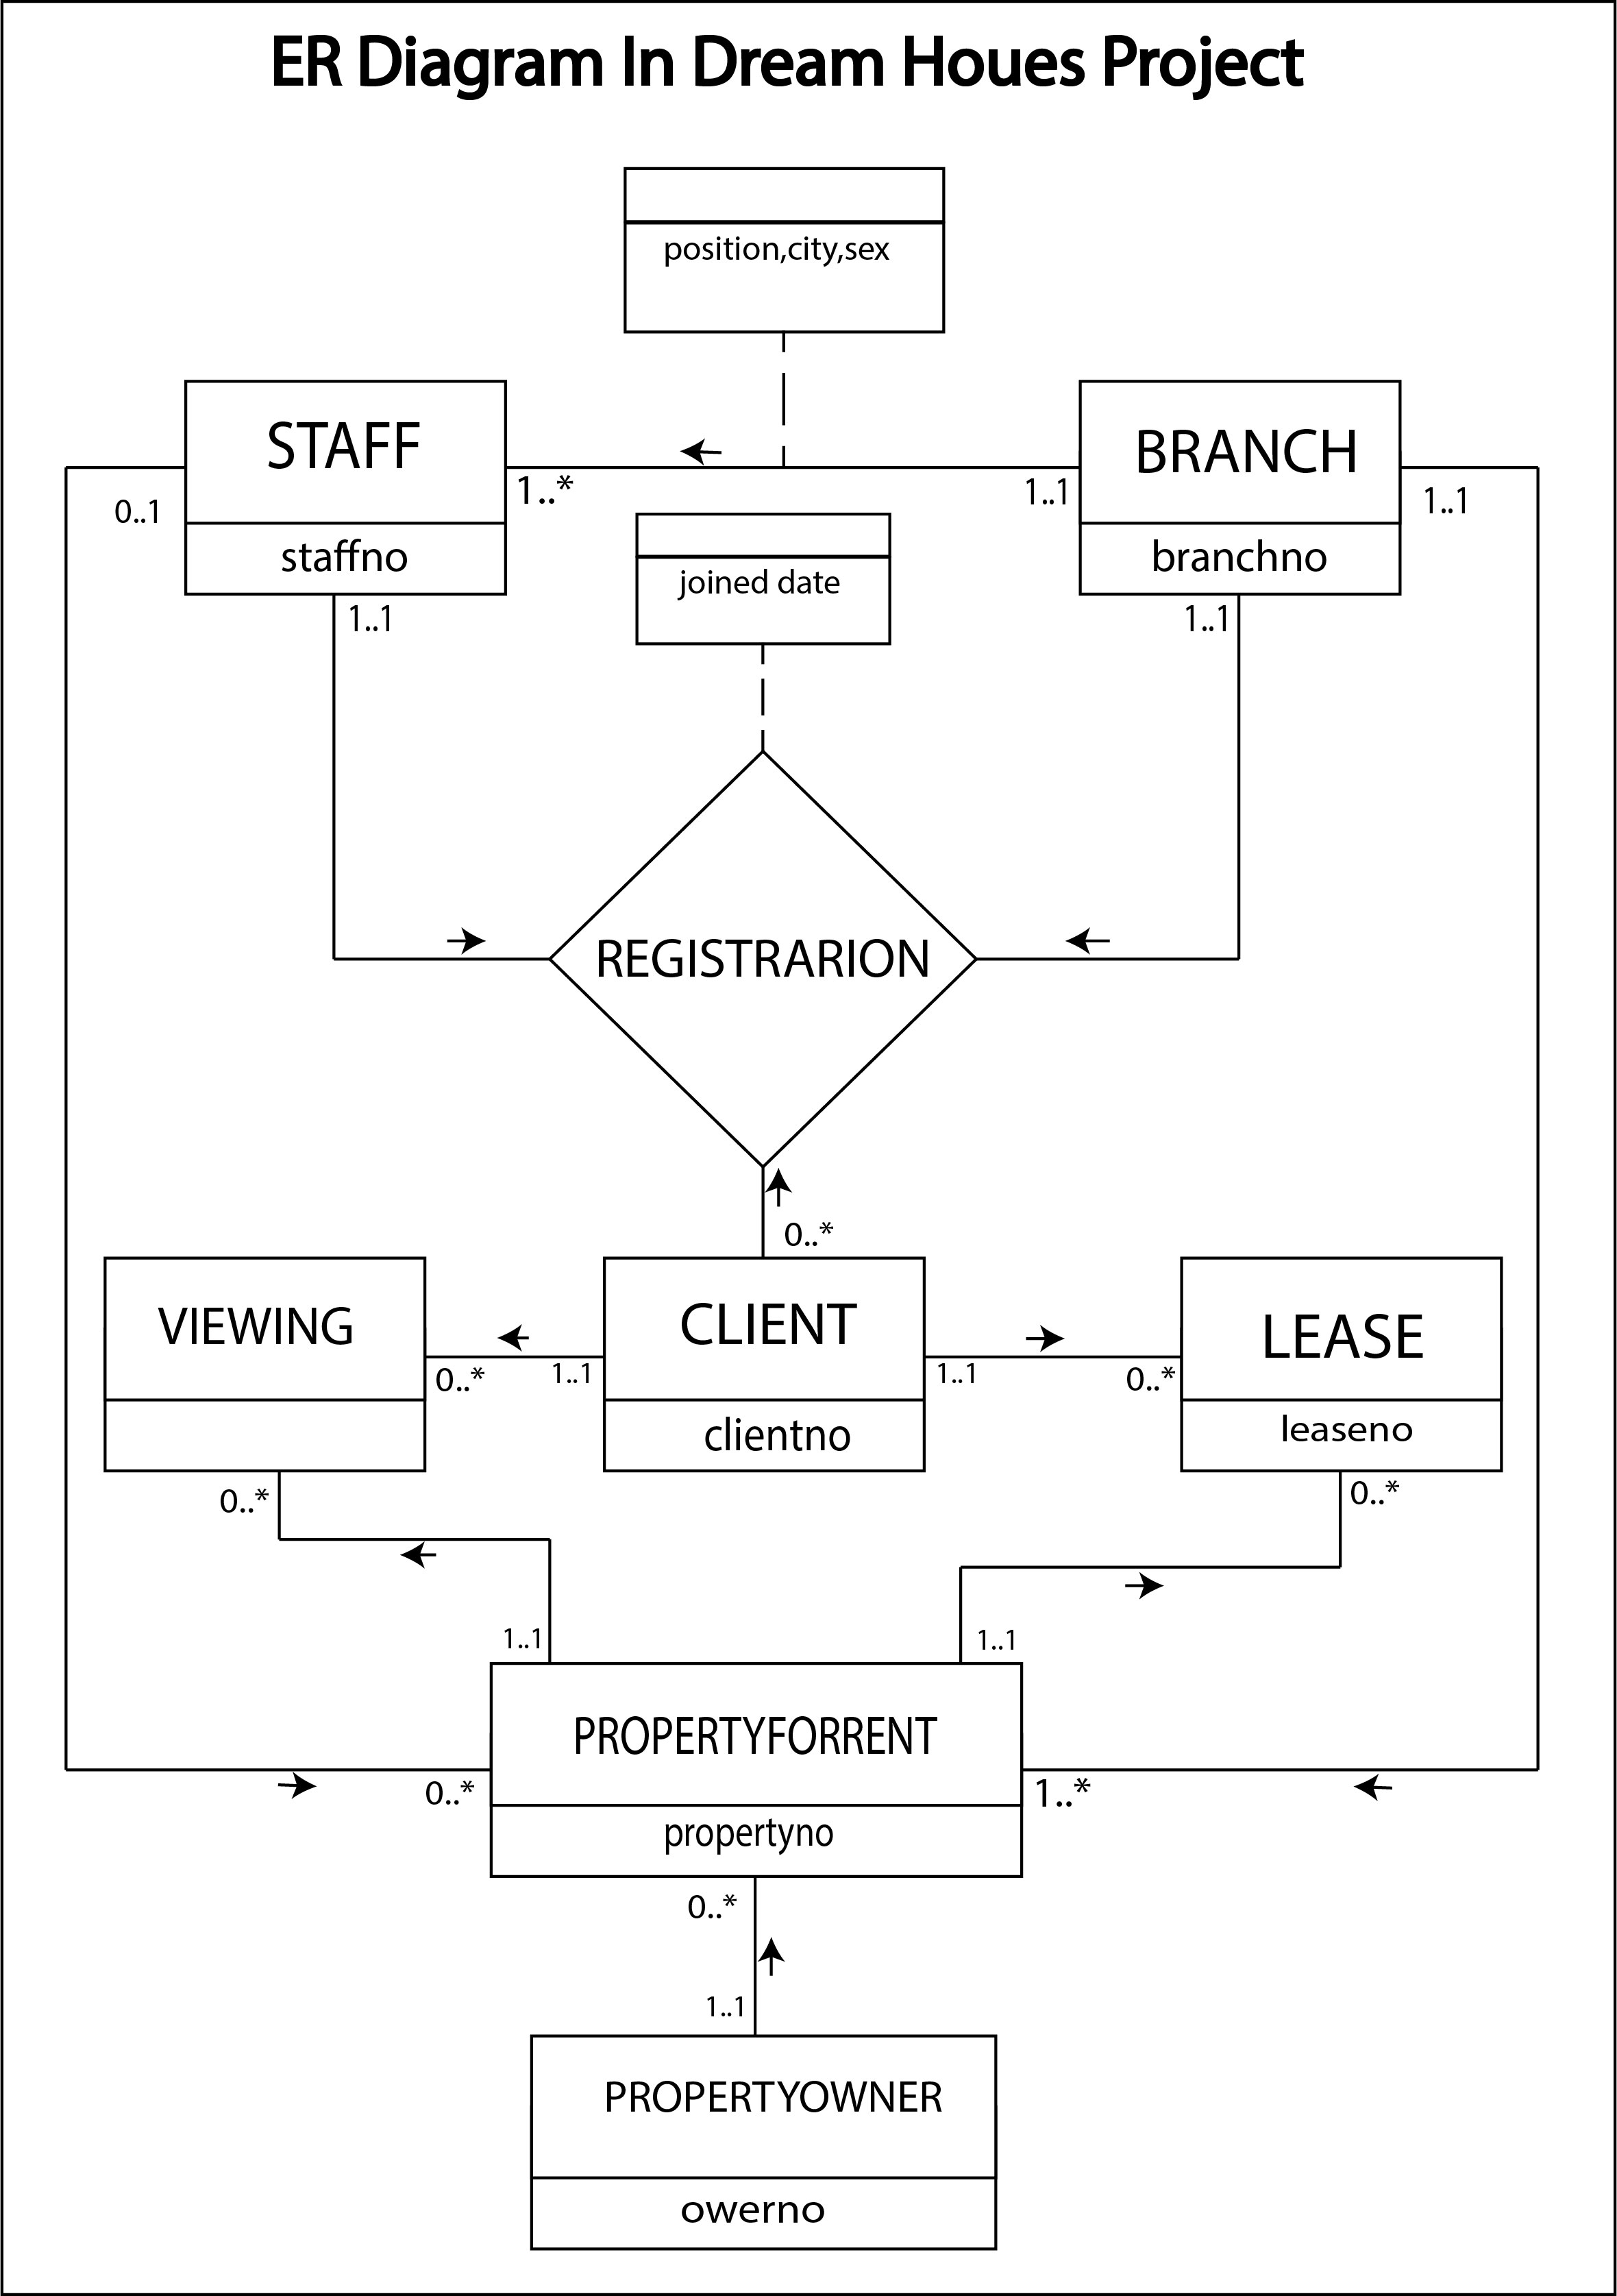 ER Diagram In Dream Houes Project
position,city,sex
STAFF
BRANCH
0..1
1..*
1..1
1..1
staffno
joined date
branchno
1..1
1..1
REGISTRARION
0..*
VIEWING
CLIENT
LEASE
0..*
1..1
1..1
0..*
clientno
leaseno
0..*
0..*
1..1
1..1
PROPERTYFORRENT
0..*
1..*
propertyno
0..*
1..1
PROPERTYOWNER
owerno